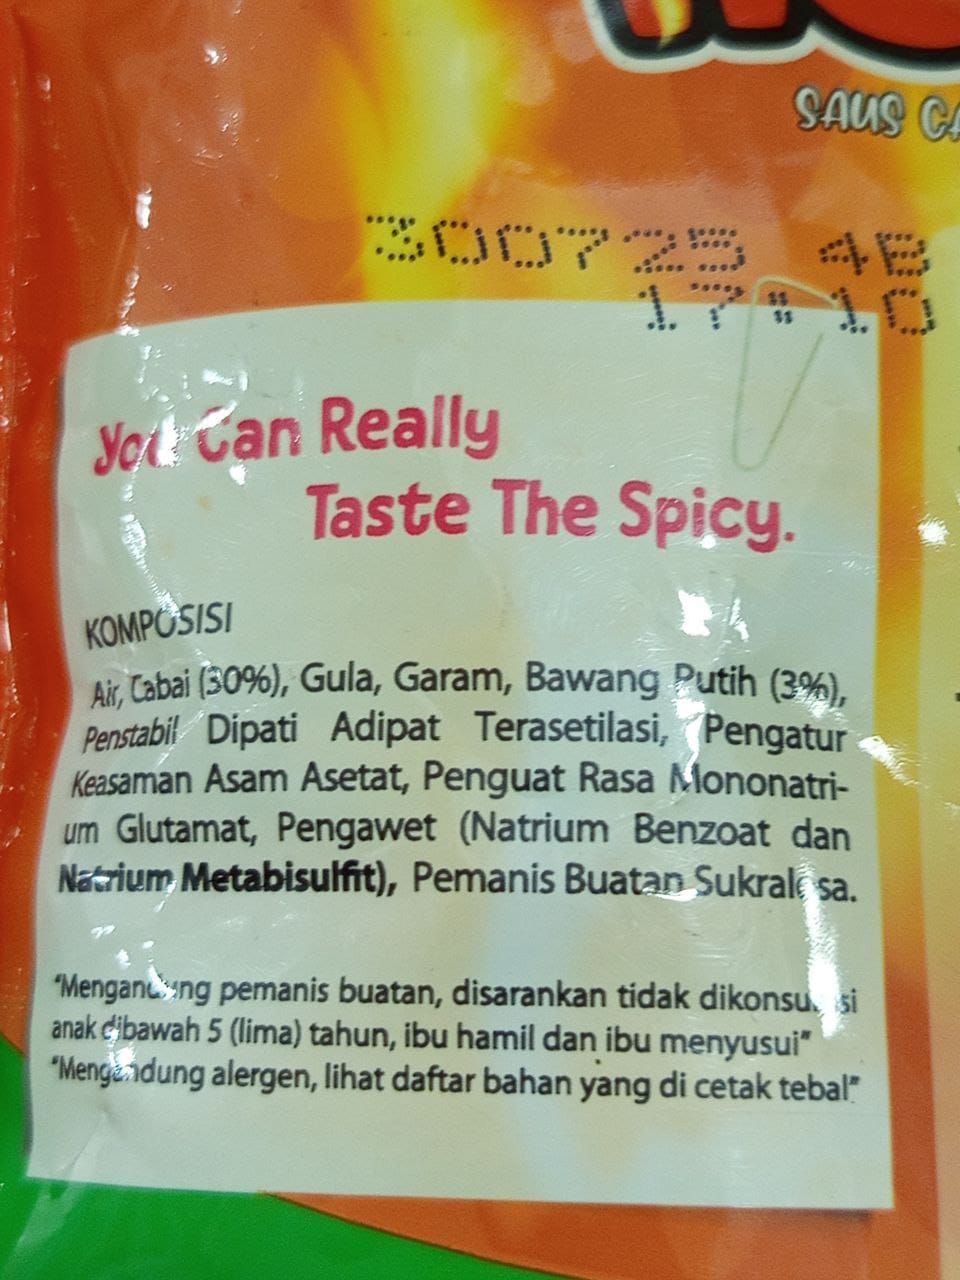 SAUS
300725 4B
17:10
You Can Really
Taste The Spicy.
KOMPOSISI
Air, Cabai (30%), Gula, Garam, Bawang Putih (3%),
Penstabil Dipati Adipat Terasetilasi, Pengatur
Keasaman Asam Asetat, Penguat Rasa Mononatri-
um Glutamat, Pengawet (Natrium Benzoat dan
Natrium Metabisulfit), Pemanis Buatan Sukralosa.
"Mengandung pemanis buatan, disarankan tidak dikonsumsi
anak dibawah 5 (lima) tahun, ibu hamil dan ibu menyusui"
"Mengandung alergen, lihat daftar bahan yang di cetak tebal"